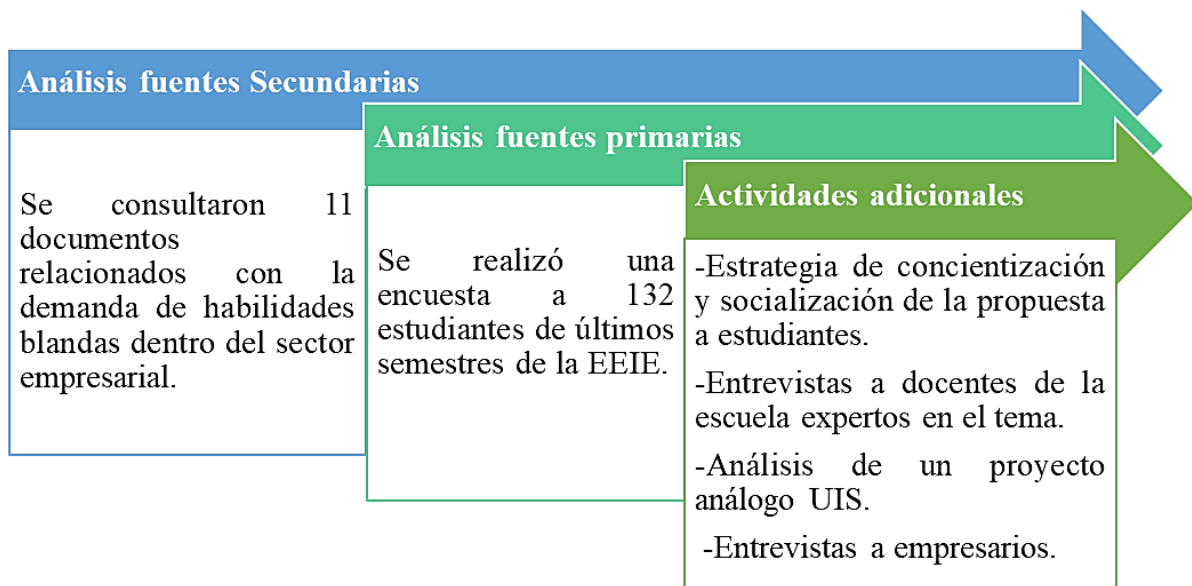 Análisis fuentes Secundarias
Se consultaron 11
documentos
relacionados con la
demanda de habilidades
blandas dentro del sector
empresarial.
Análisis fuentes primarias
Se realizó una
encuesta a 132
estudiantes de últimos
semestres de la EEIE.
Actividades adicionales
-Estrategia de concientización
y socialización de la propuesta
a estudiantes.
-Entrevistas a docentes de la
escuela expertos en el tema.
-Análisis de un proyecto
análogo UIS.
-Entrevistas a empresarios.